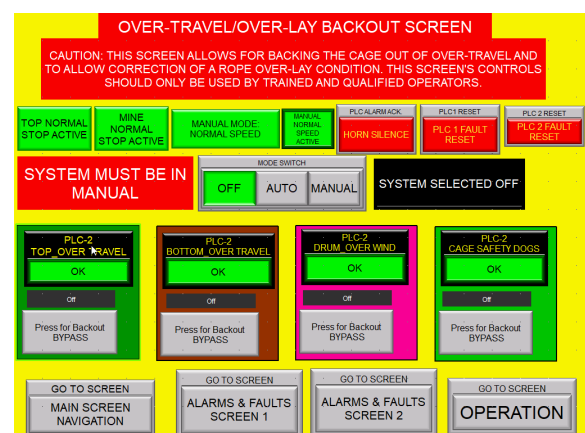 OVER-TRAVEL/OVER-LAY BACKOUT SCREEN
CAUTION: THIS SCREEN ALLOWS FOR BACKING THE CAGE OUT OF OVER-TRAVEL AND
TO ALLOW CORRECTION OF A ROPE OVER-LAY CONDITION. THIS SCREEN'S CONTROLS
SHOULD ONLY BE USED BY TRAINED AND QUALIFIED OPERATORS.
TOP NORMAL
STOP ACTIVE
MINE
NORMAL
STOP ACTIVE
MANUAL MODE:
NORMAL SPEED
MANUAL
NORMAL
SPEED
ACTIVE
PLC ALARM ACK.
HORN SILENCE
PLC 1 RESET
PLC 1 FAULT
RESET
PLC 2 RESET
PLC 2 FAULT
RESET
SYSTEM MUST BE IN
MANUAL
MODE SWITCH
OFF
AUTO
MANUAL
SYSTEM SELECTED OFF
PLC-2
TOP_OVER TRAVEL
OK
Off
Press for Backout
BYPASS
PLC-2
BOTTOM_OVER TRAVEL
OK
Off
Press for Backout
BYPASS
PLC-2
DRUM_OVER WIND
OK
Off
Press for Backout
BYPASS
PLC-2
CAGE SAFETY DOGS
OK
Off
Press for Backout
BYPASS
GO TO SCREEN
MAIN SCREEN
NAVIGATION
GO TO SCREEN
ALARMS & FAULTS
SCREEN 1
GO TO SCREEN
ALARMS & FAULTS
SCREEN 2
GO TO SCREEN
OPERATION